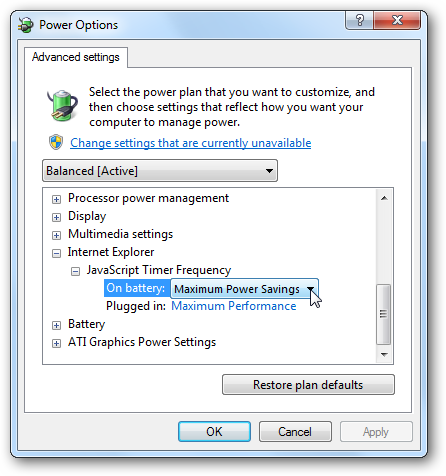 Power Options
Advanced settings
Select the power plan that you want to customize, and
then choose settings that reflect how you want your
computer to manage power.
Change settings that are currently unavailable
Balanced [Active]
Processor power management
Display
Multimedia settings
Internet Explorer
JavaScript Timer Frequency
On battery: Maximum Power Savings
Plugged in: Maximum Performance
Battery
ATI Graphics Power Settings
Restore plan defaults
OK Cancel Apply